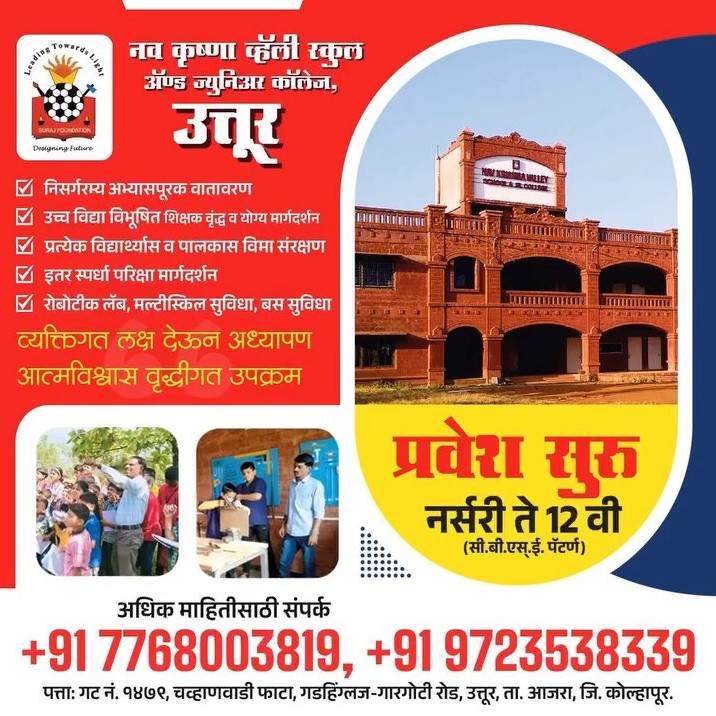 Leading Towards Light
SURAJ FOUNDATION
Designing Future
नव कृष्णा व्हॅली स्कुल
ॲण्ड ज्युनिअर कॉलेज,
उत्तूर
निसर्गरम्य अभ्यासपूरक वातावरण
उच्च विद्या विभूषित शिक्षक वृंद्ध व योग्य मार्गदर्शन
प्रत्येक विद्यार्थ्यास व पालकास विमा संरक्षण
इतर स्पर्धा परिक्षा मार्गदर्शन
रोबोटीक लॅब, मल्टीस्किल सुविधा, बस सुविधा
व्यक्तिगत लक्ष देऊन अध्यापण
आत्मविश्वास वृद्धीगत उपक्रम
NAV KRISHNA VALLEY
SCHOOL & JR. COLLEGE
प्रवेश सुरु
नर्सरी ते 12 वी
(सी.बी.एस्.ई. पॅटर्ण)
अधिक माहितीसाठी संपर्क
+91 7768003819, +91 9723538339
पत्ता: गट नं. १४७९, चव्हाणवाडी फाटा, गडहिंग्लज-गारगोटी रोड, उत्तूर, ता. आजरा, जि. कोल्हापूर.